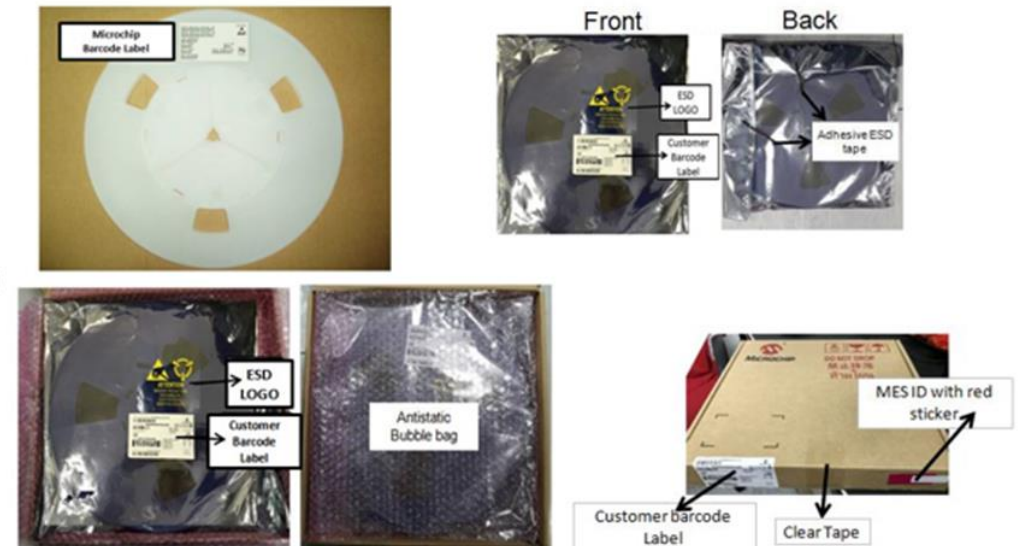 Microchip
Barcode Label
Front
Back
ESD
LOGO
Customer
Barcode
Label
Adhesive ESD
tape
ESD
LOGO
Customer
Barcode
Label
Antistatic
Bubble bag
MICROCHIP
DO NOT DROP
MES ID with red
sticker
Customer barcode
Label
Clear Tape